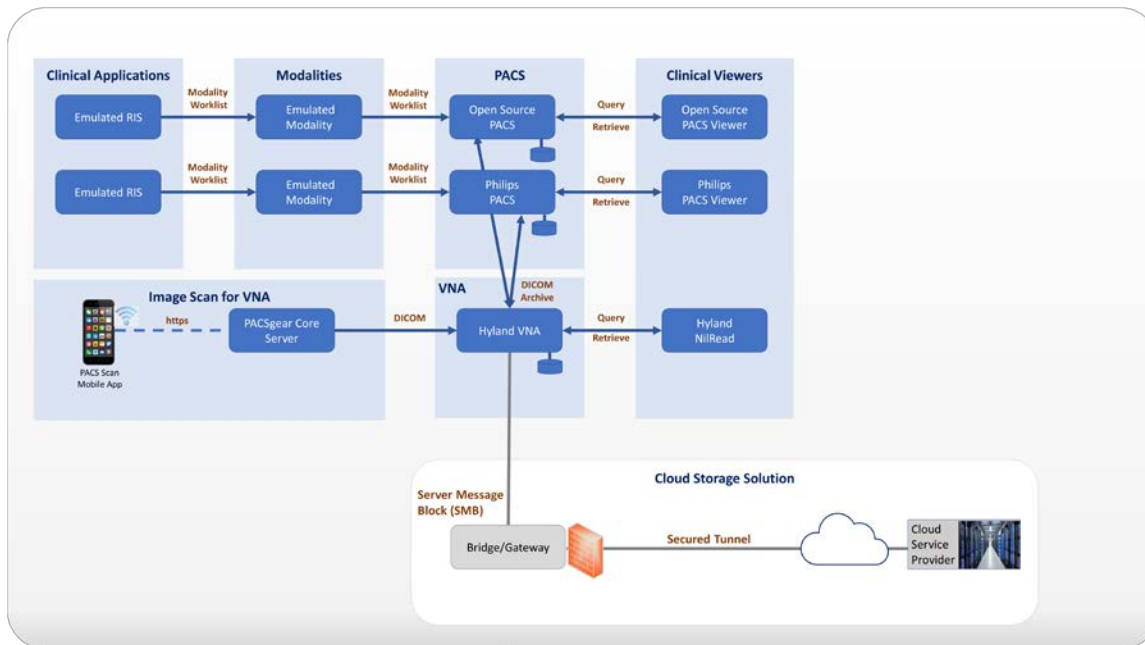 Clinical Applications
Modalities
PACS
Clinical Viewers
Emulated RIS
Modality
Worklist
Emulated
Modality
Modality
Worklist
Open Source
PACS
Query
Retrieve
Open Source
PACS Viewer
Emulated RIS
Modality
Worklist
Emulated
Modality
Modality
Worklist
Philips
PACS
Query
Retrieve
Philips
PACS Viewer
Image Scan for VNA
VNA
DICOM
Archive
https
PACSgear Core
Server
DICOM
Hyland VNA
Query
Retrieve
Hyland
NilRead
PACS Scan
Mobile App
Cloud Storage Solution
Server Message
Block (SMB)
Bridge/Gateway
Secured Tunnel
Cloud
Service
Provider